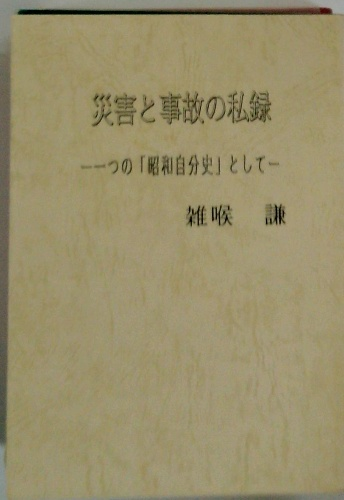 災害と事故の私録
－一つの「昭和自分史」として－
雑喉 謙